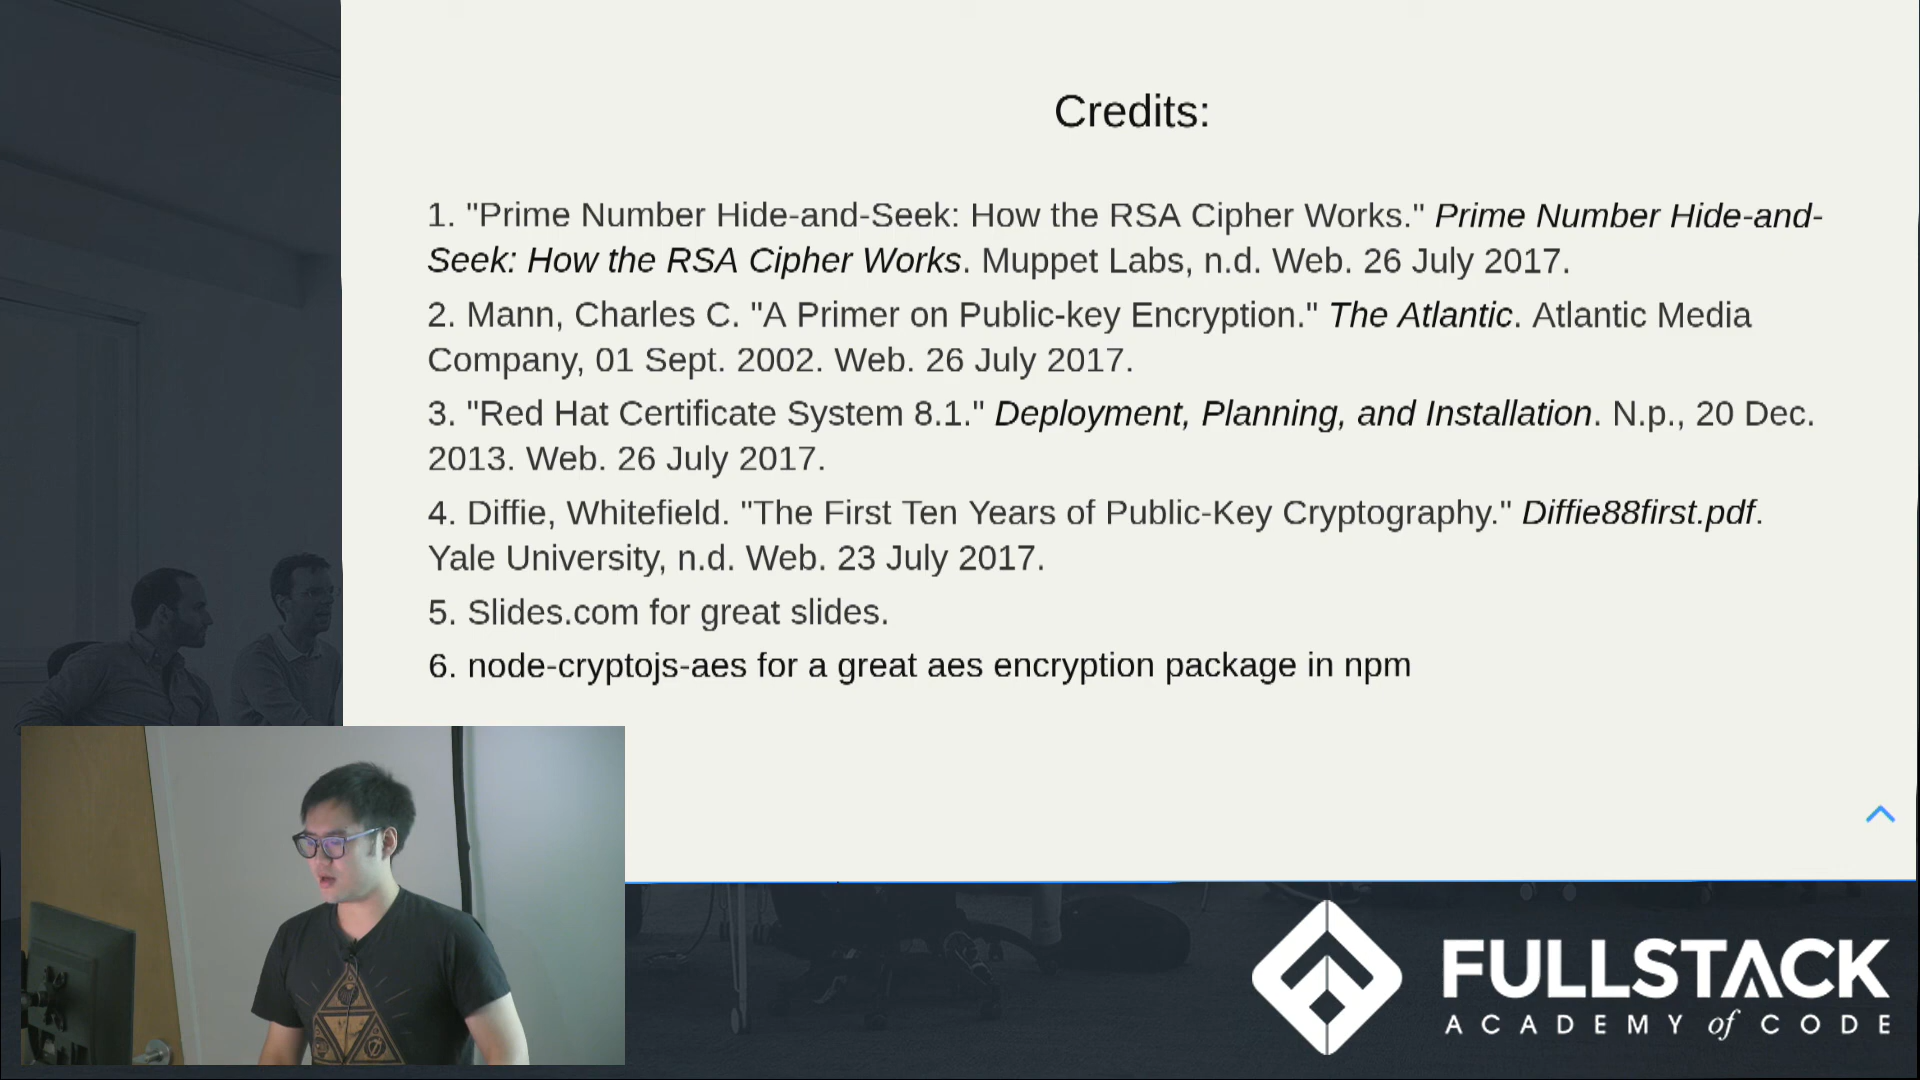 Credits:
1. "Prime Number Hide-and-Seek: How the RSA Cipher Works." Prime Number Hide-and-
Seek: How the RSA Cipher Works. Muppet Labs, n.d. Web. 26 July 2017.
2. Mann, Charles C. "A Primer on Public-key Encryption." The Atlantic. Atlantic Media
Company, 01 Sept. 2002. Web. 26 July 2017.
3. "Red Hat Certificate System 8.1." Deployment, Planning, and Installation. N.p., 20 Dec.
2013. Web. 26 July 2017.
4. Diffie, Whitefield. "The First Ten Years of Public-Key Cryptography." Diffie88first.pdf.
Yale University, n.d. Web. 23 July 2017.
5. Slides.com for great slides.
6. node-cryptojs-aes for a great aes encryption package in npm
FULLSTACK
ACADEMY of CODE